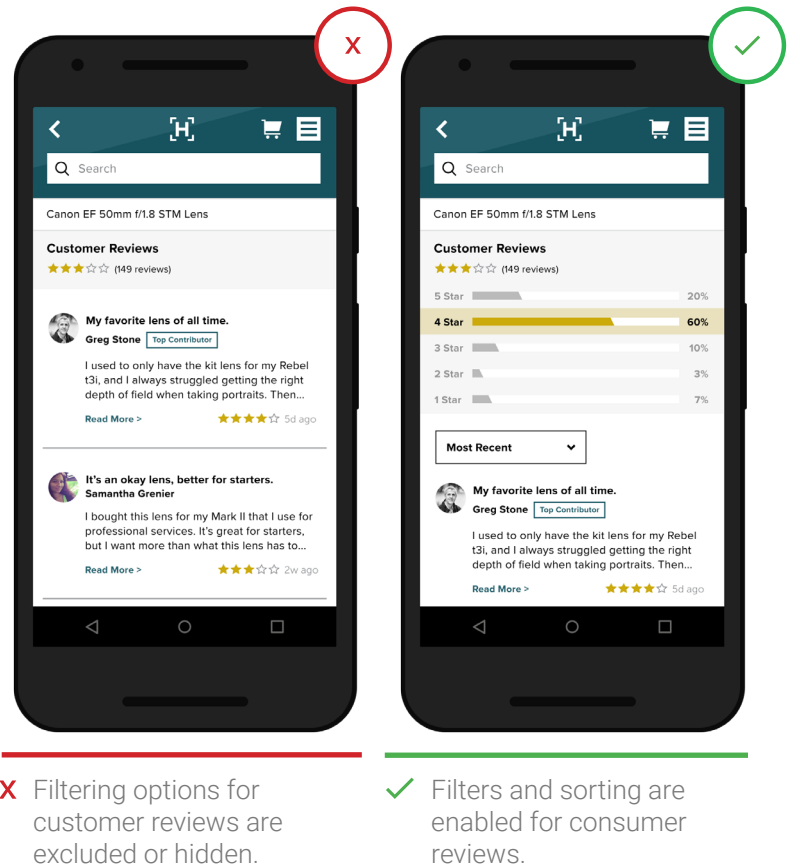 X
[H]
Search
Canon EF 50mm f/1.8 STM Lens
Customer Reviews
(149 reviews)
My favorite lens of all time.
Greg Stone Top Contributor
I used to only have the kit lens for my Rebel
t3i, and I always struggled getting the right
depth of field when taking portraits. Then...
Read More > 5d ago
It's an okay lens, better for starters.
Samantha Grenier
I bought this lens for my Mark II that I use for
professional services. It's great for starters,
but I want more than what this lens has to...
Read More > 2w ago
X Filtering options for
customer reviews are
excluded or hidden.
[H]
Search
Canon EF 50mm f/1.8 STM Lens
Customer Reviews
(149 reviews)
5 Star 20%
4 Star 60%
3 Star 10%
2 Star 3%
1 Star 7%
Most Recent
My favorite lens of all time.
Greg Stone Top Contributor
I used to only have the kit lens for my Rebel
t3i, and I always struggled getting the right
depth of field when taking portraits. Then...
Read More > 5d ago
Filters and sorting are
enabled for consumer
reviews.